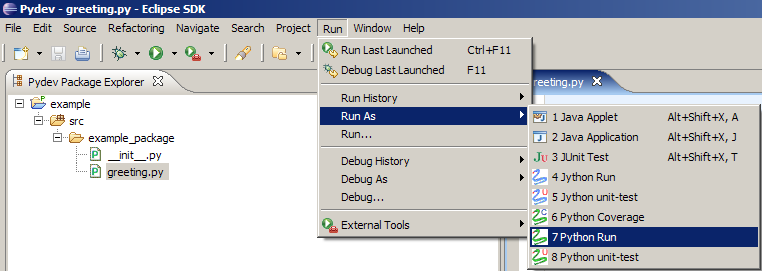 Pydev - greeting.py - Eclipse SDK
File Edit Source Refactoring Navigate Search Project Run Window Help
Run Last Launched Ctrl+F11
Debug Last Launched F11
Run History
Run As
Run...
Debug History
Debug As
Debug...
External Tools
Pydev Package Explorer
example
src
example_package
__init__.py
greeting.py
greeting.py
1 Java Applet Alt+Shift+X, A
2 Java Application Alt+Shift+X, J
3 JUnit Test Alt+Shift+X, T
4 Jython Run
5 Jython unit-test
6 Python Coverage
7 Python Run
8 Python unit-test